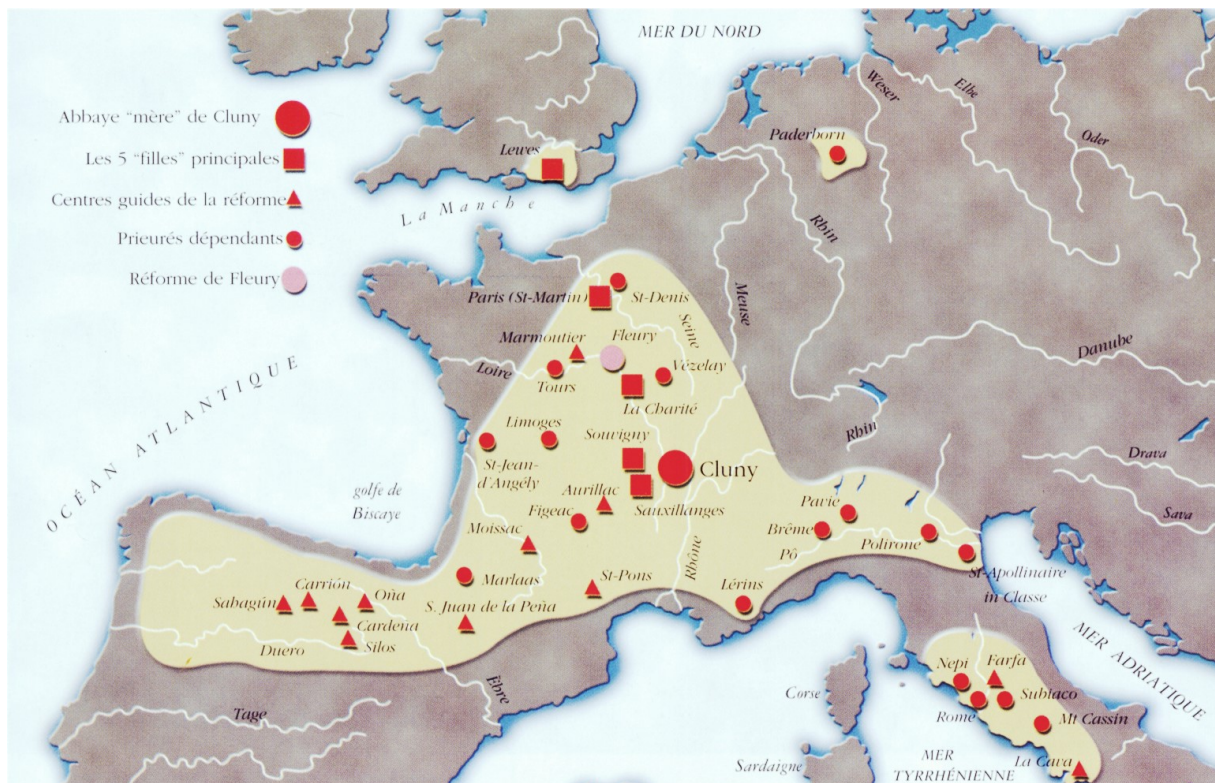 MER DU NORD
Abbaye "mère" de Cluny
Les 5 "filles" principales
Centres guides de la réforme
Prieurés dépendants
Réforme de Fleury
Lewes
La Manche
Paderborn
Weser
Elbe
Oder
Rhin
Meuse
Paris (St-Martin)
St-Denis
Seine
Marmoutier
Fleury
Loire
Tours
Vézelay
La Charité
Danube
OCÉAN ATLANTIQUE
Limoges
St-Jean-
d'Angély
Souvigny
Cluny
Rhin
Drava
Sava
golfe de
Biscaye
Aurillac
Sauxillanges
Figeac
Moissac
Pavie
Brême
Pô
Polirone
St-Apollinaire
in Classe
Rhône
Marlaas
St-Pons
Lérins
S. Juan de la Peña
Carrión
Sabagún
Oña
Cardena
Silos
Duero
Èbre
Tage
MER ADRIATIQUE
Corse
Nepi
Farfa
Sublaco
Rome
Mt Cassin
Sardaigne
MER
TYRRHÉNIENNE
La Cava